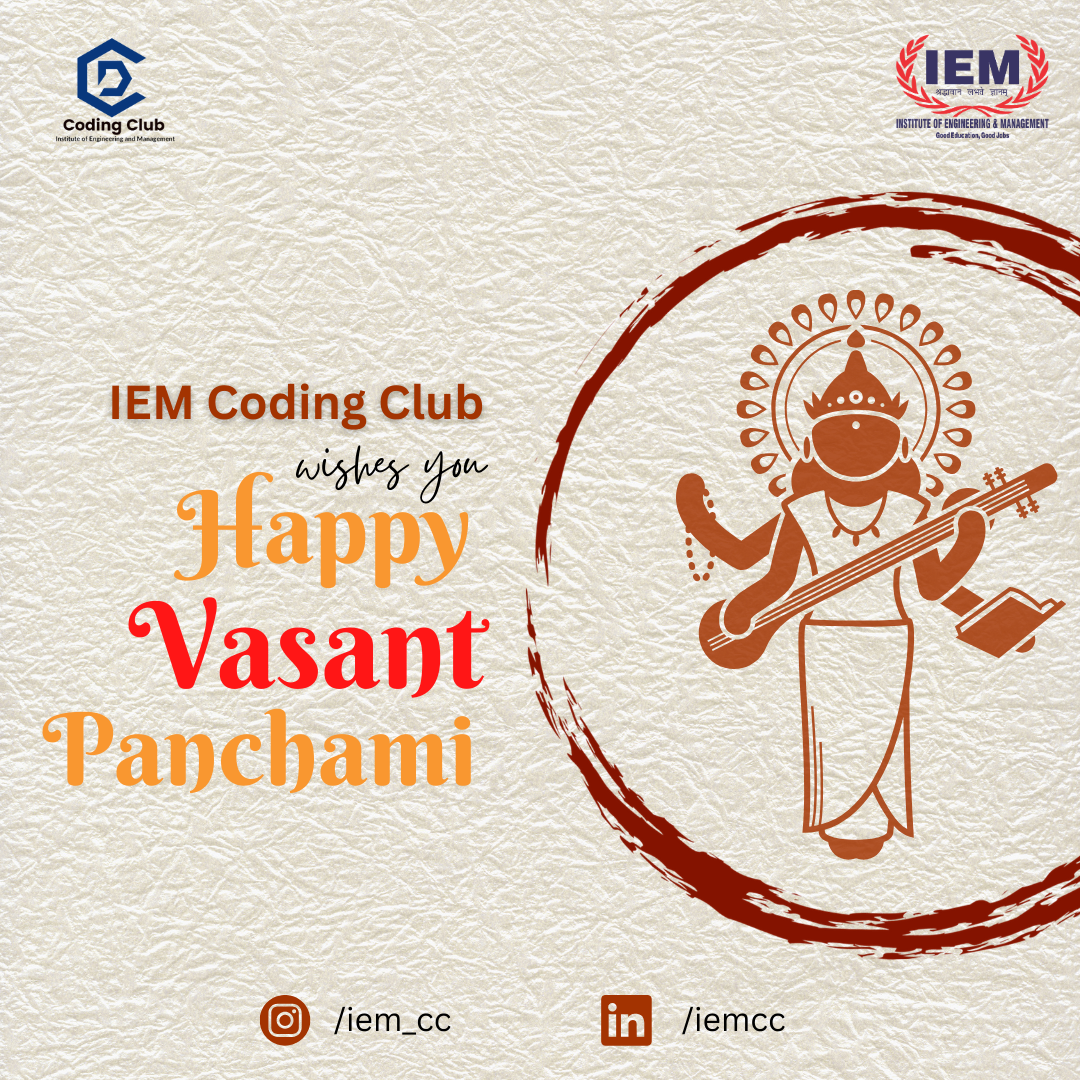 Coding Club
Institute of Engineering and Management
IEM
श्रद्धावान लभते ज्ञानम्
INSTITUTE OF ENGINEERING & MANAGEMENT
Good Education, Good Jobs
IEM Coding Club
wishes you
Happy
Vasant
Panchami
/iem_cc
/iemcc